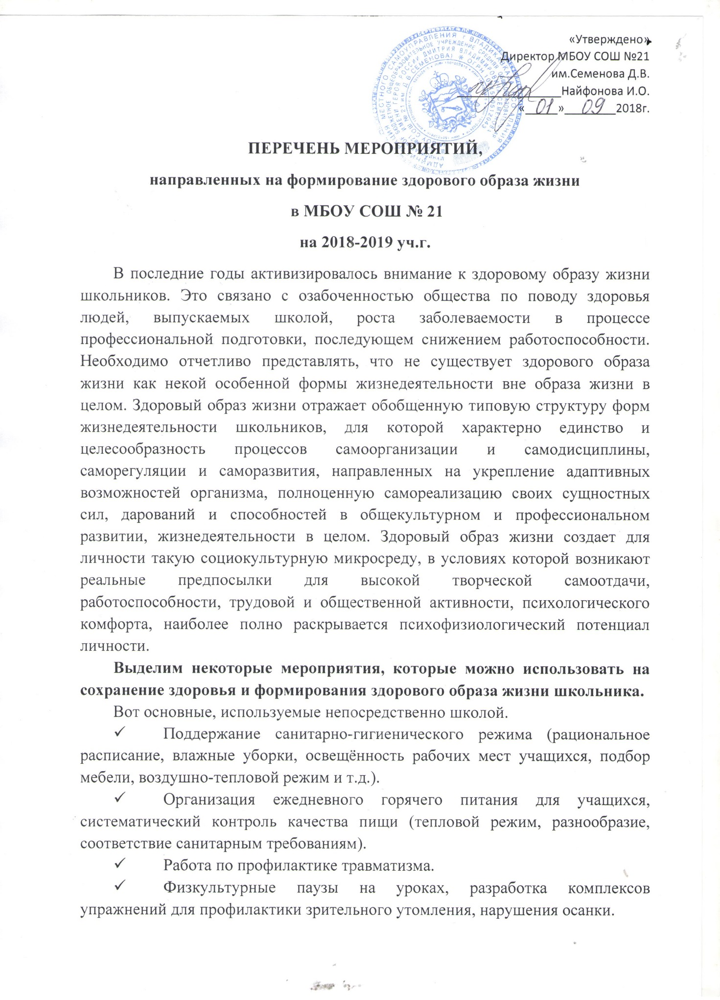 «Утверждено»
Директор МБОУ СОШ №21
им.Семенова Д.В.
Найфонова И.О.
«01»09 2018г.
ПЕРЕЧЕНЬ МЕРОПРИЯТИЙ,
направленных на формирование здорового образа жизни
в МБОУ СОШ № 21
на 2018-2019 уч.г.
В последние годы активизировалось внимание к здоровому образу жизни
школьников. Это связано с озабоченностью общества по поводу здоровья
людей, выпускаемых школой, роста заболеваемости в процессе
профессиональной подготовки, последующем снижением работоспособности.
Необходимо отчетливо представлять, что не существует здорового образа
жизни как некой особенной формы жизнедеятельности вне образа жизни в
целом. Здоровый образ жизни отражает обобщенную типовую структуру форм
жизнедеятельности школьников, для которой характерно единство и
целесообразность процессов самоорганизации и самодисциплины,
саморегуляции и саморазвития, направленных на укрепление адаптивных
возможностей организма, полноценную самореализацию своих сущностных
сил, дарований и способностей в общекультурном и профессиональном
развитии, жизнедеятельности в целом. Здоровый образ жизни создает для
личности такую социокультурную микросреду, в условиях которой возникают
реальные предпосылки для высокой творческой самоотдачи,
работоспособности, трудовой и общественной активности, психологического
комфорта, наиболее полно раскрывается психофизиологический потенциал
личности.
Выделим некоторые мероприятия, которые можно использовать на
сохранение здоровья и формирования здорового образа жизни школьника.
Вот основные, используемые непосредственно школой.
✓ Поддержание санитарно-гигиенического режима (рациональное
расписание, влажные уборки, освещённость рабочих мест учащихся, подбор
мебели, воздушно-тепловой режим и т.д.).
✓ Организация ежедневного горячего питания для учащихся,
систематический контроль качества пищи (тепловой режим, разнообразие,
соответствие санитарным требованиям).
✓ Работа по профилактике травматизма.
✓ Физкультурные паузы на уроках, разработка комплексов
упражнений для профилактики зрительного утомления, нарушения осанки.